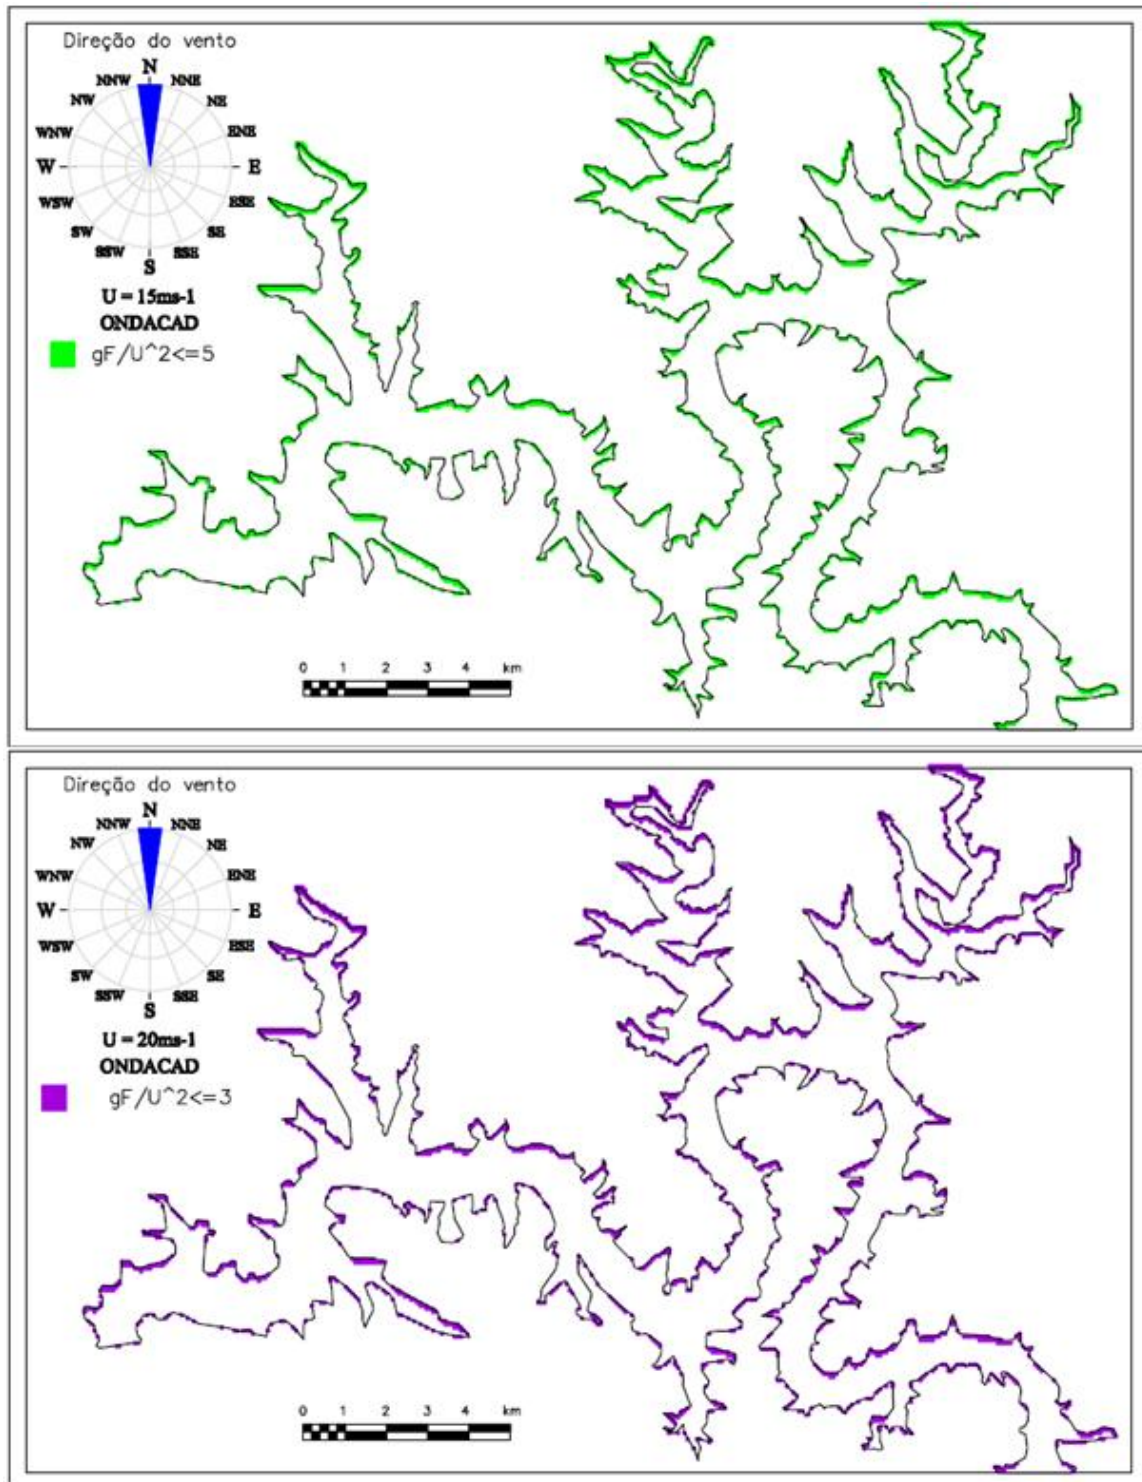 Direção do vento
N
NNW NNE
NW NE
WNW ENE
W E
WSW ESE
SW SE
SSW SSE
S
U = 15ms-1
ONDACAD
gF/U^2<=5
0 1 2 3 4 km
Direção do vento
N
NNW NNE
NW NE
WNW ENE
W E
WSW ESE
SW SE
SSW SSE
S
U = 20ms-1
ONDACAD
gF/U^2<=3
0 1 2 3 4 km